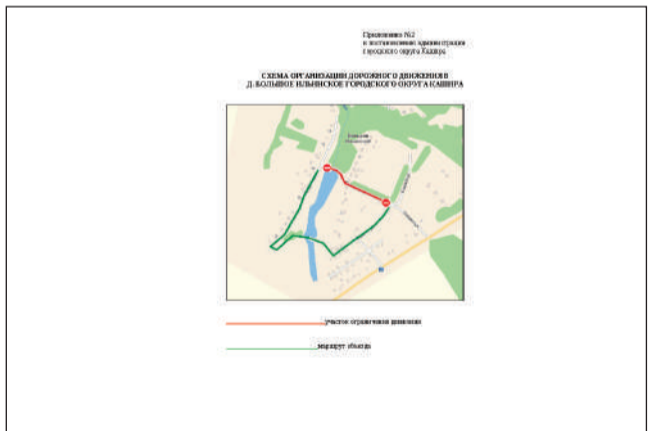 Приложение №2
к постановлению администрации
городского округа Кашира
СХЕМА ОРГАНИЗАЦИИ ДОРОЖНОГО ДВИЖЕНИЯ В
Д. БОЛЬШОЕ ИЛЬИНСКОЕ ГОРОДСКОГО ОКРУГА КАШИРА
участок ограничения движения
маршрут объезда